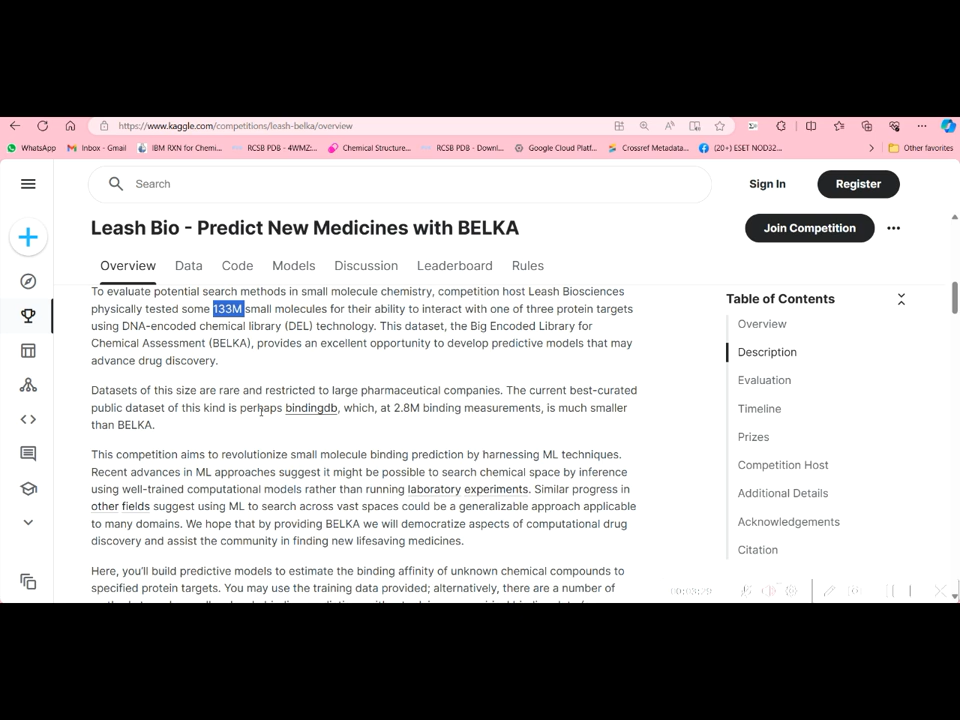 https://www.kaggle.com/competitions/leash-belka/overview
WhatsApp
Inbox - Gmail
IBM RXN for Chemi...
RCSB PDB - 4WMZ:...
Chemical Structure...
RCSB PDB - Downl...
Google Cloud Platf...
Crossref Metadata...
(20+) ESET NOD32...
Other favorites
Search
Sign In
Register
Leash Bio - Predict New Medicines with BELKA
Join Competition
Overview Data Code Models Discussion Leaderboard Rules
To evaluate potential search methods in small molecule chemistry, competition host Leash Biosciences
physically tested some 133M small molecules for their ability to interact with one of three protein targets
using DNA-encoded chemical library (DEL) technology. This dataset, the Big Encoded Library for
Chemical Assessment (BELKA), provides an excellent opportunity to develop predictive models that may
advance drug discovery.
Datasets of this size are rare and restricted to large pharmaceutical companies. The current best-curated
public dataset of this kind is perhaps bindingdb, which, at 2.8M binding measurements, is much smaller
than BELKA.
This competition aims to revolutionize small molecule binding prediction by harnessing ML techniques.
Recent advances in ML approaches suggest it might be possible to search chemical space by inference
using well-trained computational models rather than running laboratory experiments. Similar progress in
other fields suggest using ML to search across vast spaces could be a generalizable approach applicable
to many domains. We hope that by providing BELKA we will democratize aspects of computational drug
discovery and assist the community in finding new lifesaving medicines.
Here, you'll build predictive models to estimate the binding affinity of unknown chemical compounds to
specified protein targets. You may use the training data provided; alternatively, there are a number of
Table of Contents
Overview
Description
Evaluation
Timeline
Prizes
Competition Host
Additional Details
Acknowledgements
Citation